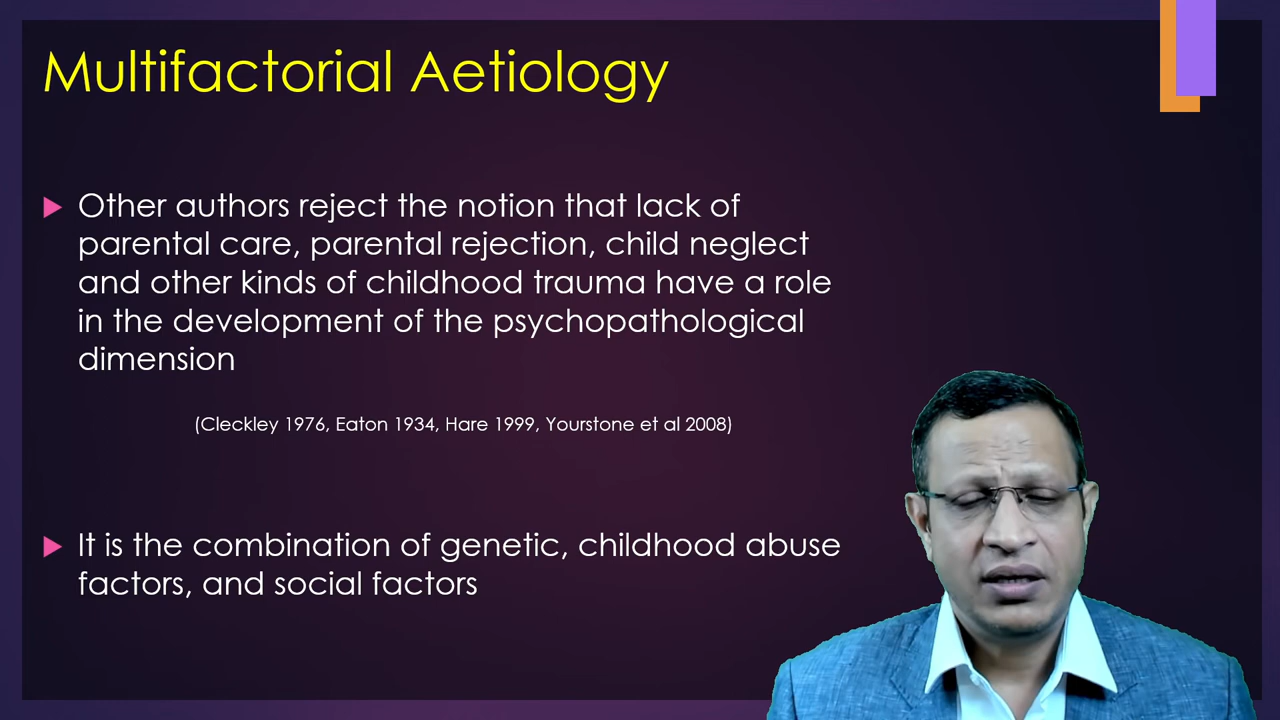 Multifactorial Aetiology
Other authors reject the notion that lack of
parental care, parental rejection, child neglect
and other kinds of childhood trauma have a role
in the development of the psychopathological
dimension
(Cleckley 1976, Eaton 1934, Hare 1999, Yourstone et al 2008)
It is the combination of genetic, childhood abuse
factors, and social factors